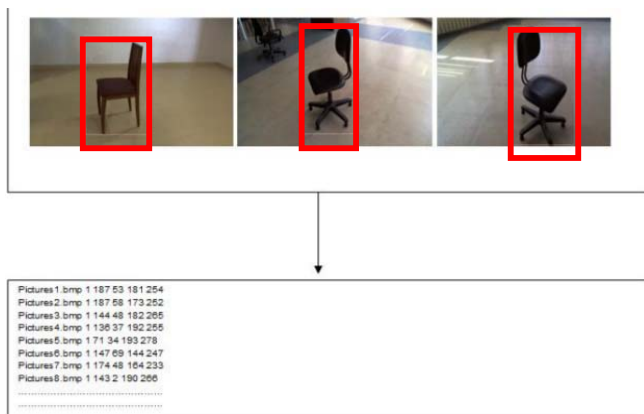 Pictures1.bmp 1 187 53 181 254
Pictures2.bmp 1 187 58 173 252
Pictures3.bmp 1 144 48 182 265
Pictures4.bmp 1 136 37 192 255
Pictures5.bmp 1 71 34 193 278
Pictures6.bmp 1 147 69 144 247
Pictures7.bmp 1 174 48 164 233
Pictures8.bmp 1 143 2 190 266
................................................
................................................